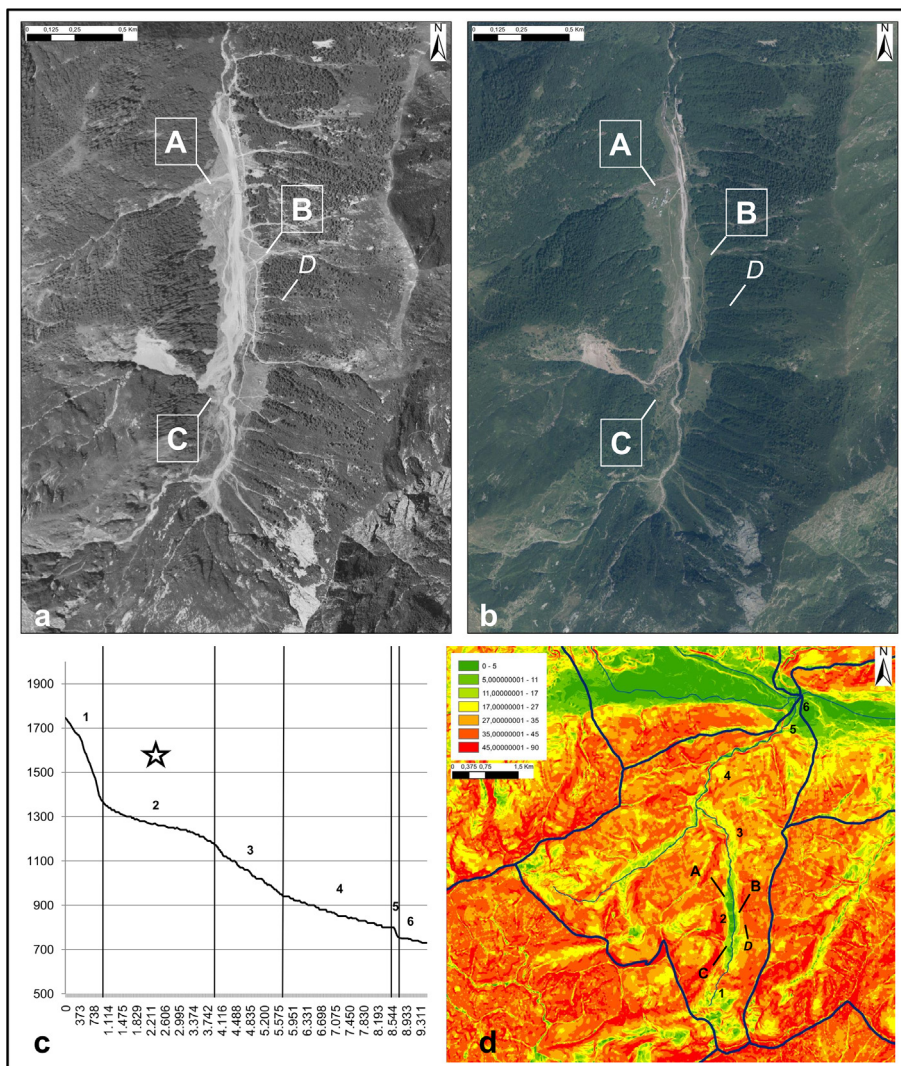 0 0,125 0,25 0,5 Km
N
A
B
D
C
a
0 0,125 0,25 0,5 Km
N
A
B
D
C
b
1900
1700
1500
1300
1100
900
700
500
1
2
3
4
5
6
0 373 738 1.114 1.475 1.829 2.211 2.606 2.995 3.374 3.742 4.116 4.488 4.835 5.200 5.575 5.951 6.331 6.698 7.075 7.450 7.830 8.193 8.544 8.933 9.311
c
0 - 5
5,00000001 - 11
11,00000001 - 17
17,00000001 - 27
27,00000001 - 35
35,00000001 - 45
45,00000001 - 90
0 0,375 0,75 1,5 Km
N
6
5
4
3
A
B
2
D
C
1
d